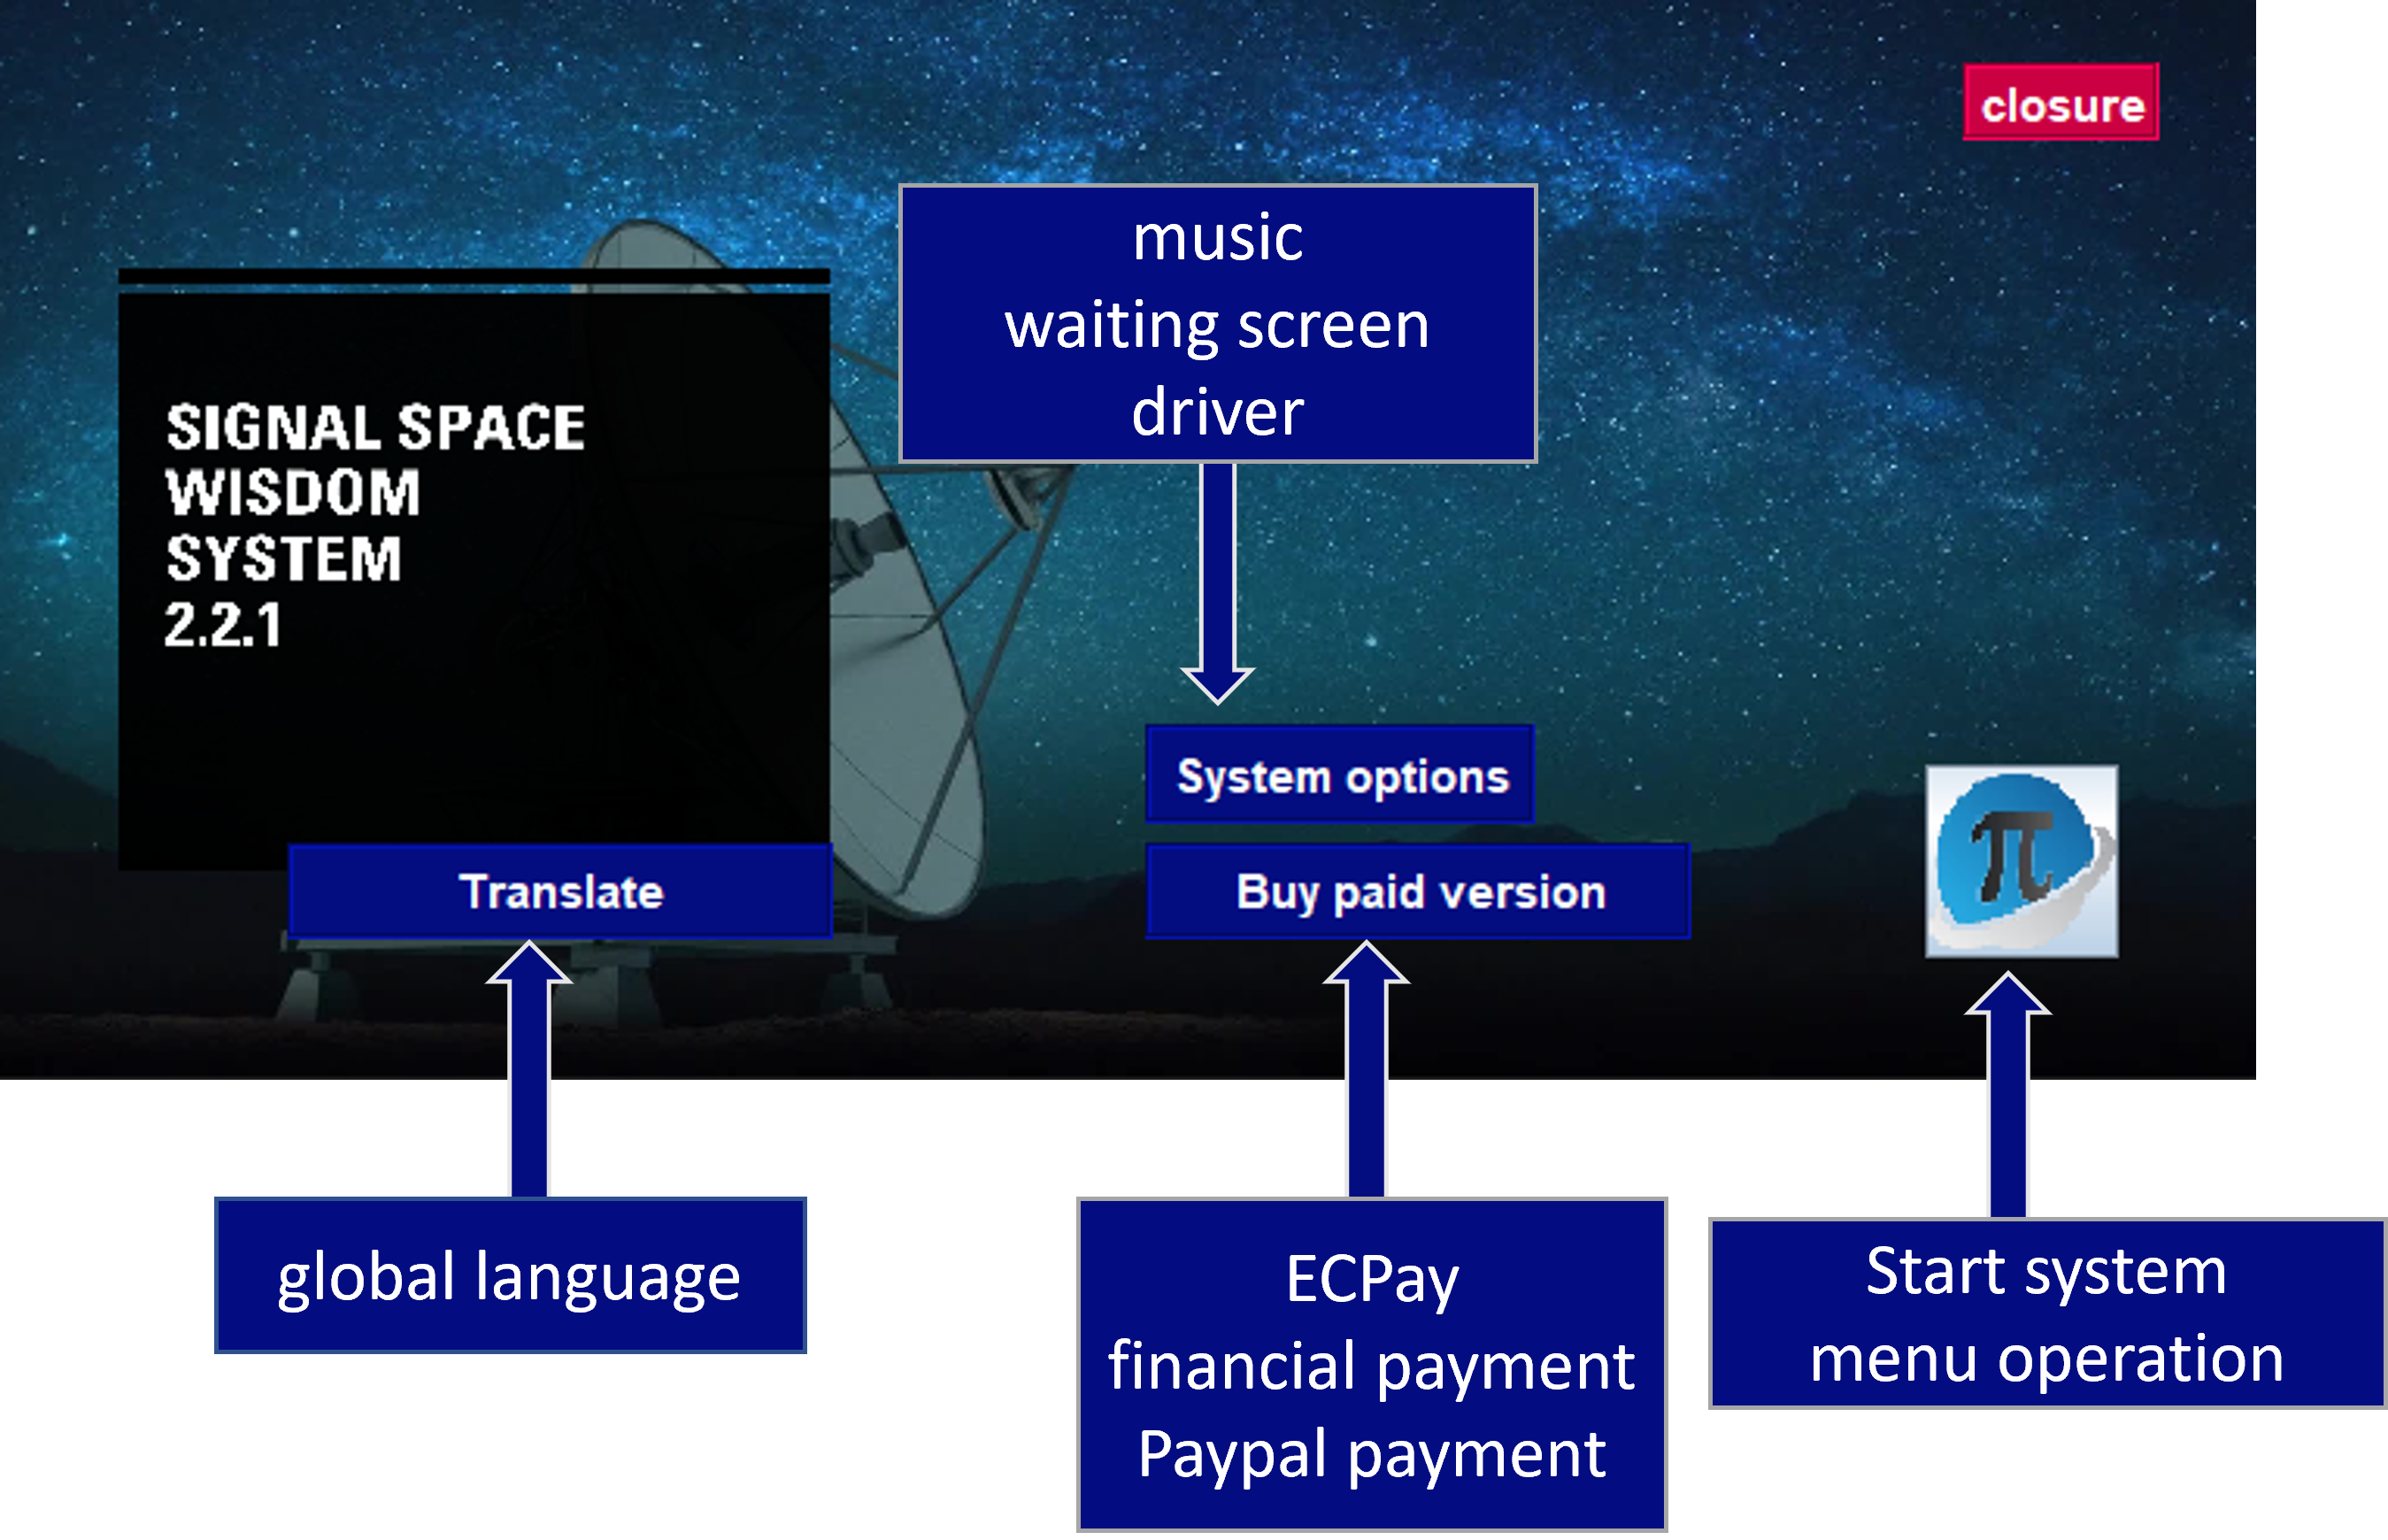 closure
music
waiting screen
driver
SIGNAL SPACE
WISDOM
SYSTEM
2.2.1
System options
Translate
Buy paid version
π
global language
ECPay
financial payment
Paypal payment
Start system
menu operation